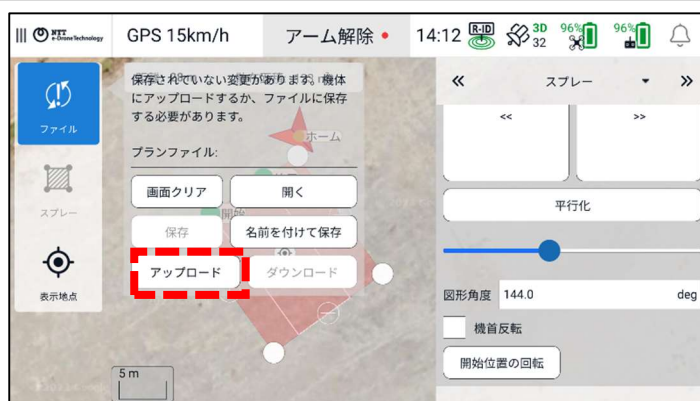 NTT e-Drone Technology
GPS 15km/h
アーム解除
14:12
R-ID
3D
32
96%
96%
ファイル
スプレー
表示地点
保存されていない変更があります。機体
にアップロードするか、ファイルに保存
する必要があります。
プランファイル:
画面クリア
開く
保存
名前を付けて保存
アップロード
ダウンロード
ホーム
開始
5 m
«
スプレー
»
<<
>>
平行化
図形角度
144.0
deg
機首反転
開始位置の回転